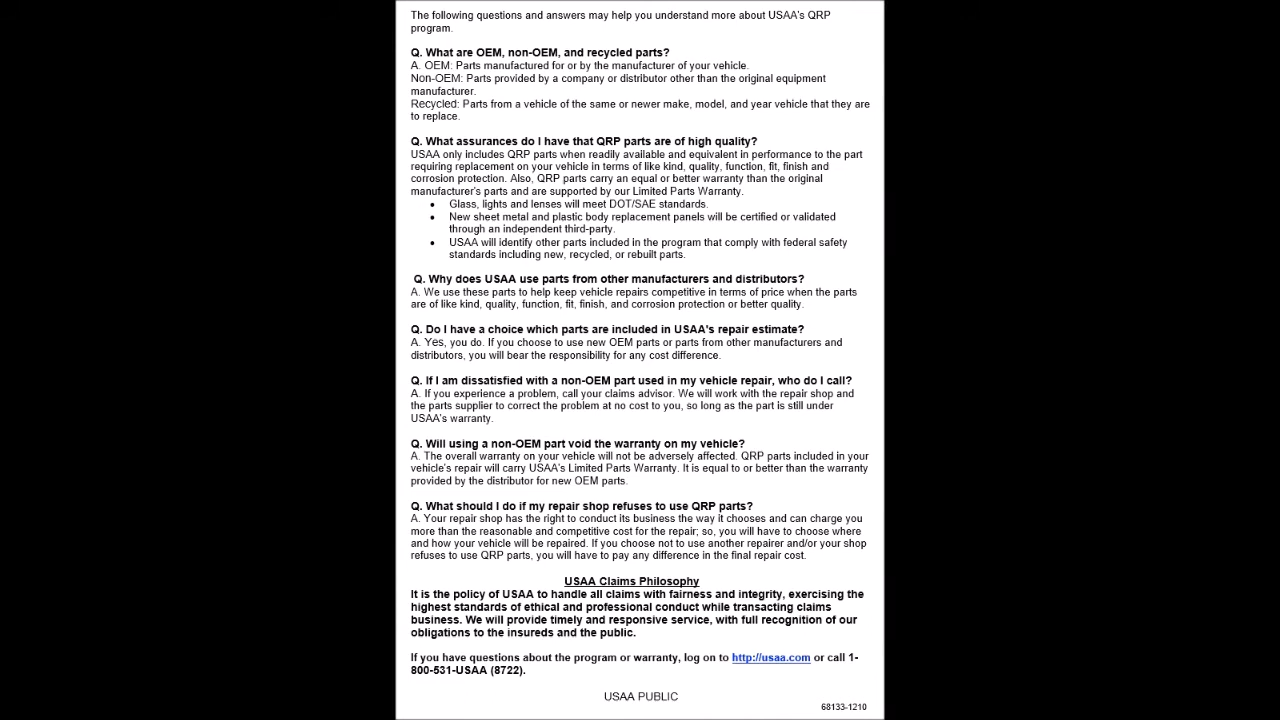 The following questions and answers may help you understand more about USAA's QRP
program.
Q. What are OEM, non-OEM, and recycled parts?
A. OEM: Parts manufactured for or by the manufacturer of your vehicle.
Non-OEM: Parts provided by a company or distributor other than the original equipment
manufacturer.
Recycled: Parts from a vehicle of the same or newer make, model, and year vehicle that they are
to replace.
Q. What assurances do I have that QRP parts are of high quality?
USAA only includes QRP parts when readily available and equivalent in performance to the part
requiring replacement on your vehicle in terms of like kind, quality, function, fit, finish and
corrosion protection. Also, QRP parts carry an equal or better warranty than the original
manufacturer's parts and are supported by our Limited Parts Warranty.
• Glass, lights and lenses will meet DOT/SAE standards.
• New sheet metal and plastic body replacement panels will be certified or validated
through an independent third-party.
• USAA will identify other parts included in the program that comply with federal safety
standards including new, recycled, or rebuilt parts.
Q. Why does USAA use parts from other manufacturers and distributors?
A. We use these parts to help keep vehicle repairs competitive in terms of price when the parts
are of like kind, quality, function, fit, finish, and corrosion protection or better quality.
Q. Do I have a choice which parts are included in USAA's repair estimate?
A. Yes, you do. If you choose to use new OEM parts or parts from other manufacturers and
distributors, you will bear the responsibility for any cost difference.
Q. If I am dissatisfied with a non-OEM part used in my vehicle repair, who do I call?
A. If you experience a problem, call your claims advisor. We will work with the repair shop and
the parts supplier to correct the problem at no cost to you, so long as the part is still under
USAA's warranty.
Q. Will using a non-OEM part void the warranty on my vehicle?
A. The overall warranty on your vehicle will not be adversely affected. QRP parts included in your
vehicle's repair will carry USAA's Limited Parts Warranty. It is equal to or better than the warranty
provided by the distributor for new OEM parts.
Q. What should I do if my repair shop refuses to use QRP parts?
A. Your repair shop has the right to conduct its business the way it chooses and can charge you
more than the reasonable and competitive cost for the repair; so, you will have to choose where
and how your vehicle will be repaired. If you choose not to use another repairer and/or your shop
refuses to use QRP parts, you will have to pay any difference in the final repair cost.
USAA Claims Philosophy
It is the policy of USAA to handle all claims with fairness and integrity, exercising the
highest standards of ethical and professional conduct while transacting claims
business. We will provide timely and responsive service, with full recognition of our
obligations to the insureds and the public.
If you have questions about the program or warranty, log on to http://usaa.com or call 1-
800-531-USAA (8722).
USAA PUBLIC
68133-1210